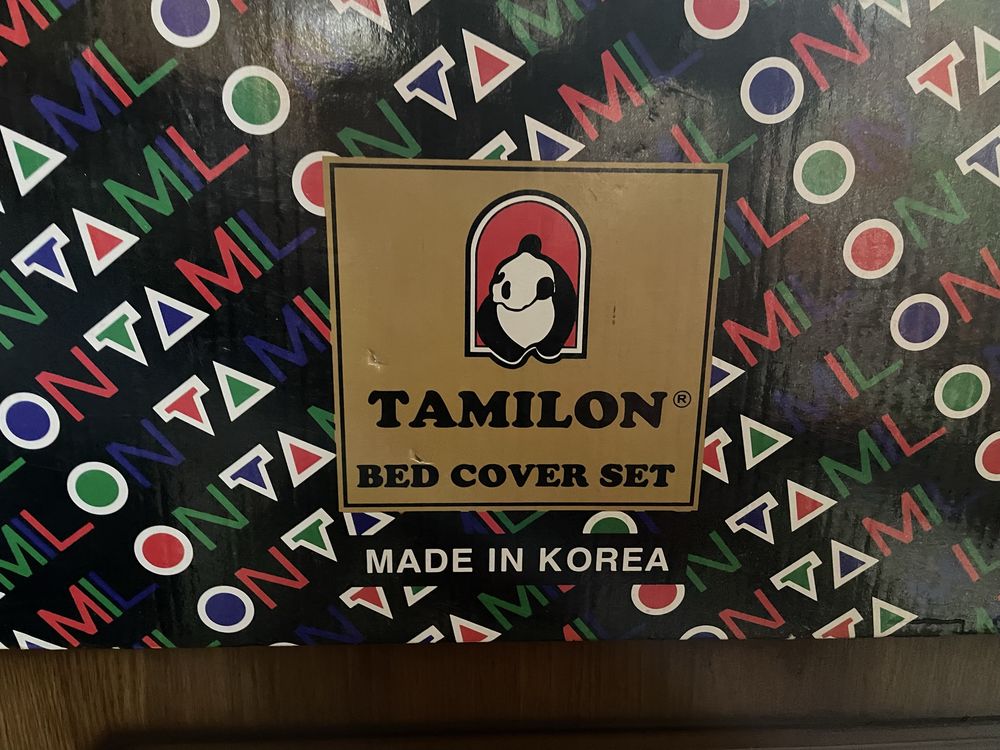 TAMILON®
BED COVER SET
MADE IN KOREA